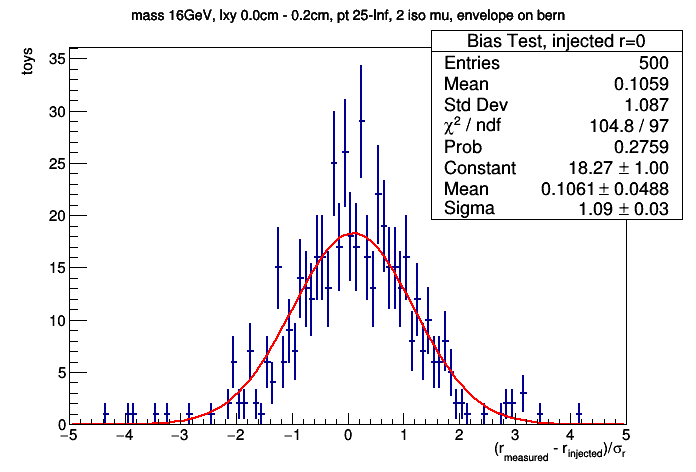 mass 16GeV, lxy 0.0cm - 0.2cm, pt 25-Inf, 2 iso mu, envelope on bern
Bias Test, injected r=0
Entries 500
Mean 0.1059
Std Dev 1.087
χ² / ndf 104.8 / 97
Prob 0.2759
Constant 18.27 ± 1.00
Mean 0.1061 ± 0.0488
Sigma 1.09 ± 0.03
toys
35
30
25
20
15
10
5
0
−5 −4 −3 −2 −1 0 1 2 3 4 5
(r_measured - r_injected)/σ_r